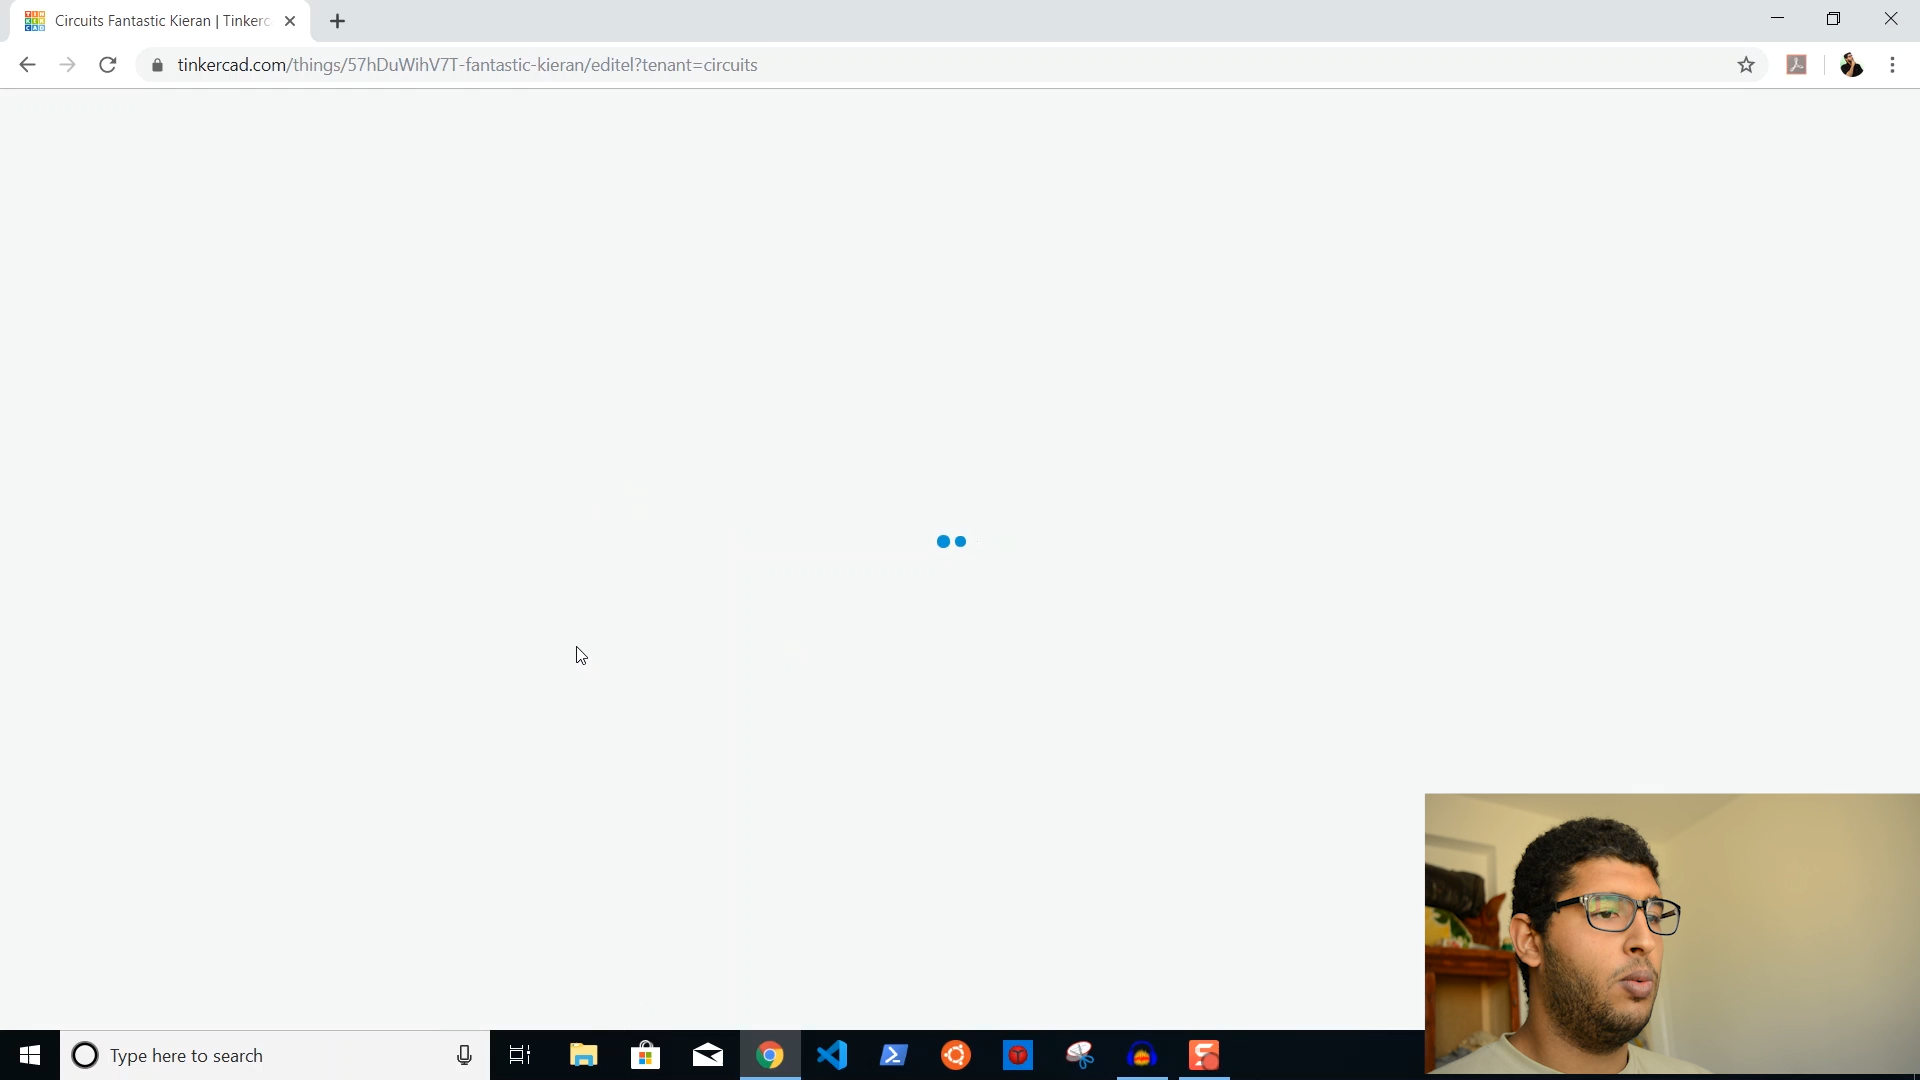 Circuits Fantastic Kieran | Tinkerc
tinkercad.com/things/57hDuWihV7T-fantastic-kieran/editel?tenant=circuits
Type here to search